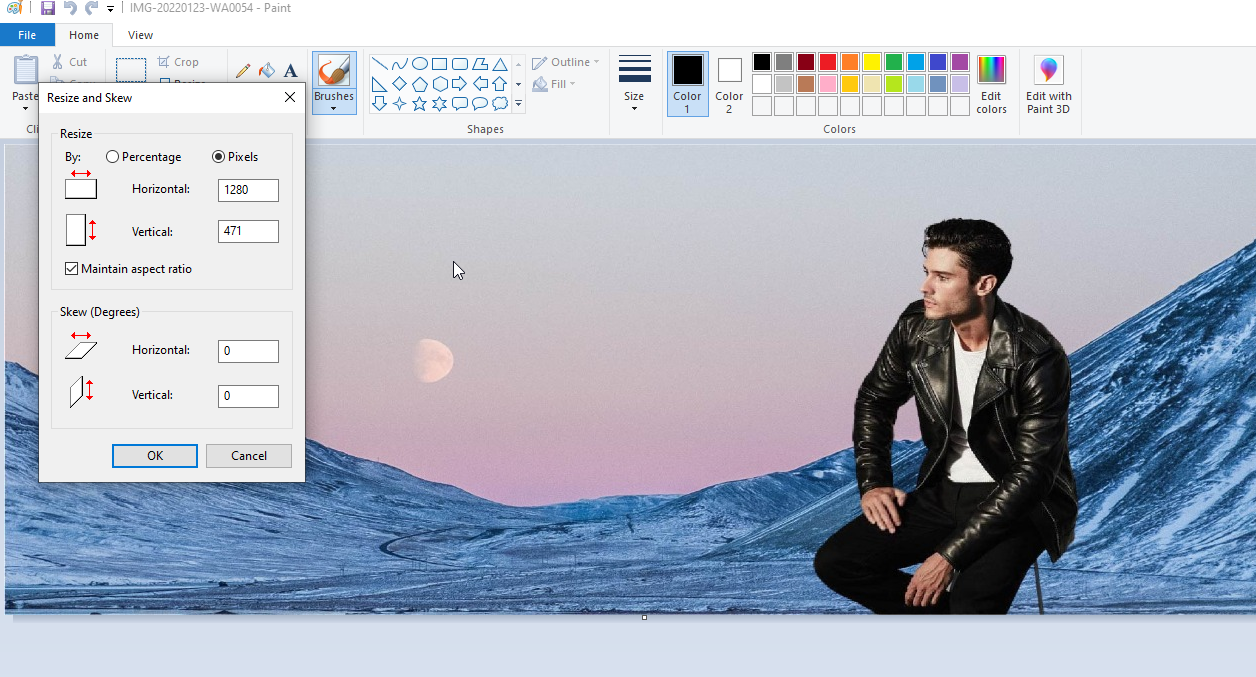 IMG-20220123-WA0054 - Paint
File Home View
Paste
Cut
Crop
Brushes
Outline
Fill
Shapes
Size
Color 1
Color 2
Edit colors
Colors
Edit with Paint 3D
Resize and Skew
Resize
By: Percentage Pixels
Horizontal: 1280
Vertical: 471
Maintain aspect ratio
Skew (Degrees)
Horizontal: 0
Vertical: 0
OK Cancel